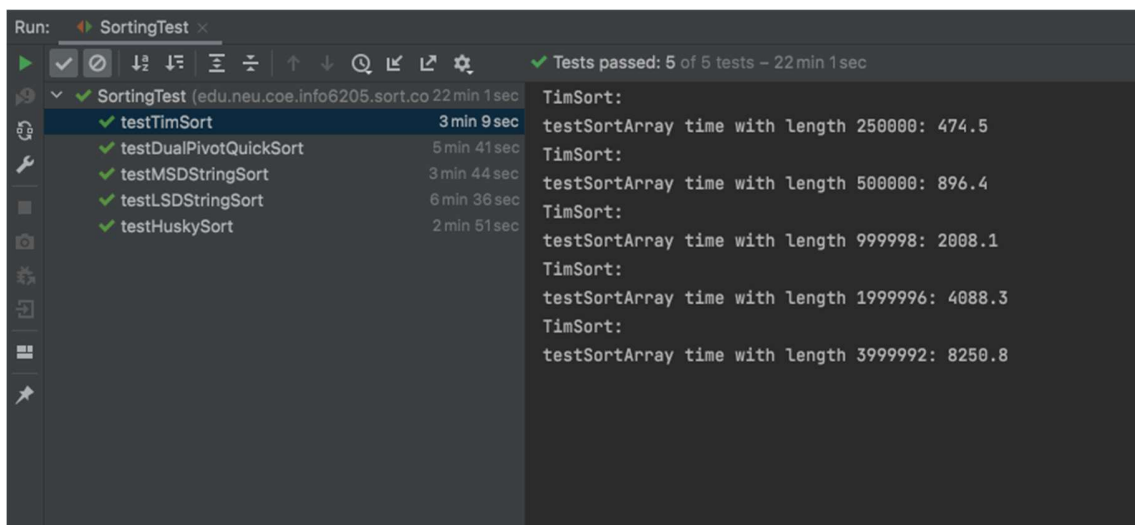 Run: SortingTest
Tests passed: 5 of 5 tests – 22 min 1 sec
SortingTest (edu.neu.coe.info6205.sort.co 22 min 1 sec
testTimSort 3 min 9 sec
testDualPivotQuickSort 5 min 41 sec
testMSDStringSort 3 min 44 sec
testLSDStringSort 6 min 36 sec
testHuskySort 2 min 51 sec
TimSort:
testSortArray time with length 250000: 474.5
TimSort:
testSortArray time with length 500000: 896.4
TimSort:
testSortArray time with length 999998: 2008.1
TimSort:
testSortArray time with length 1999996: 4088.3
TimSort:
testSortArray time with length 3999992: 8250.8